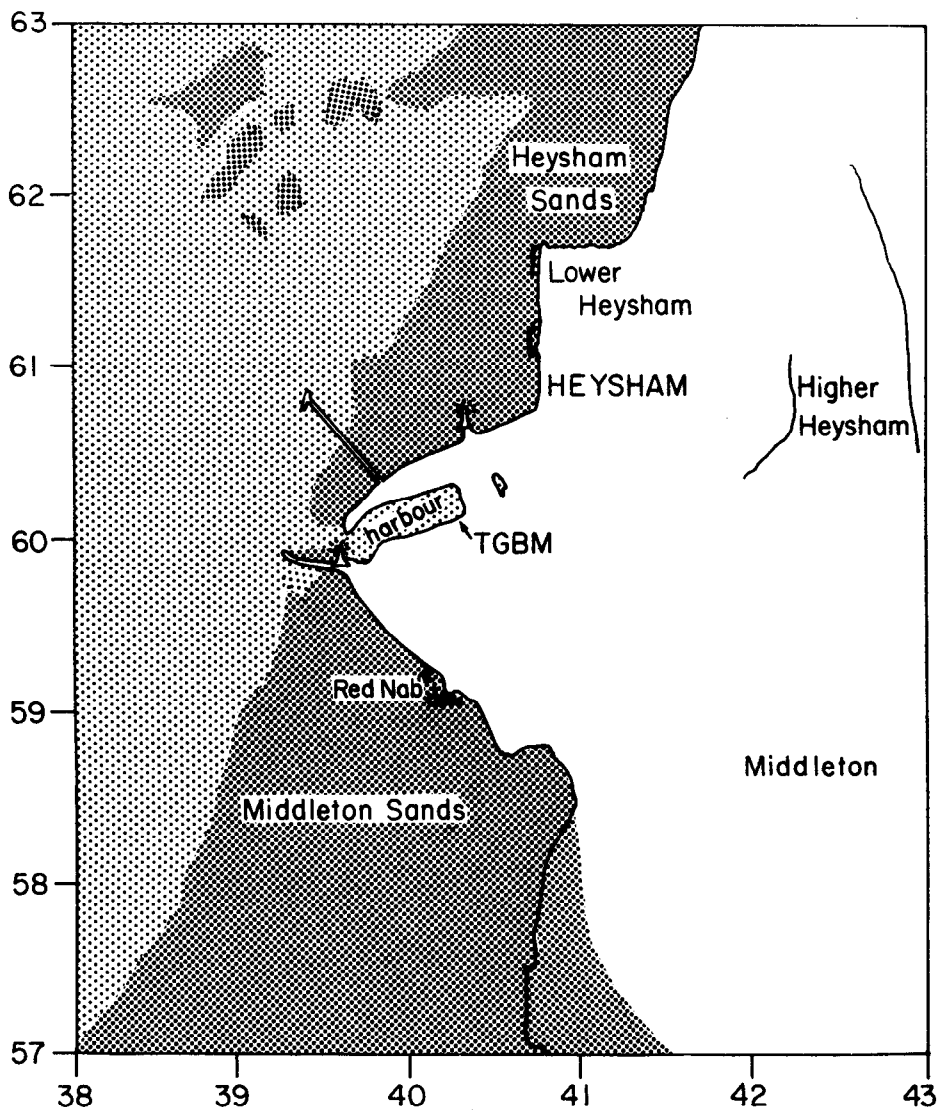 63
62
61
60
59
58
57
38
39
40
41
42
43
Heysham
Sands
Lower
Heysham
HEYSHAM
Higher
Heysham
harbour
TGBM
Red Nab
Middleton
Middleton Sands